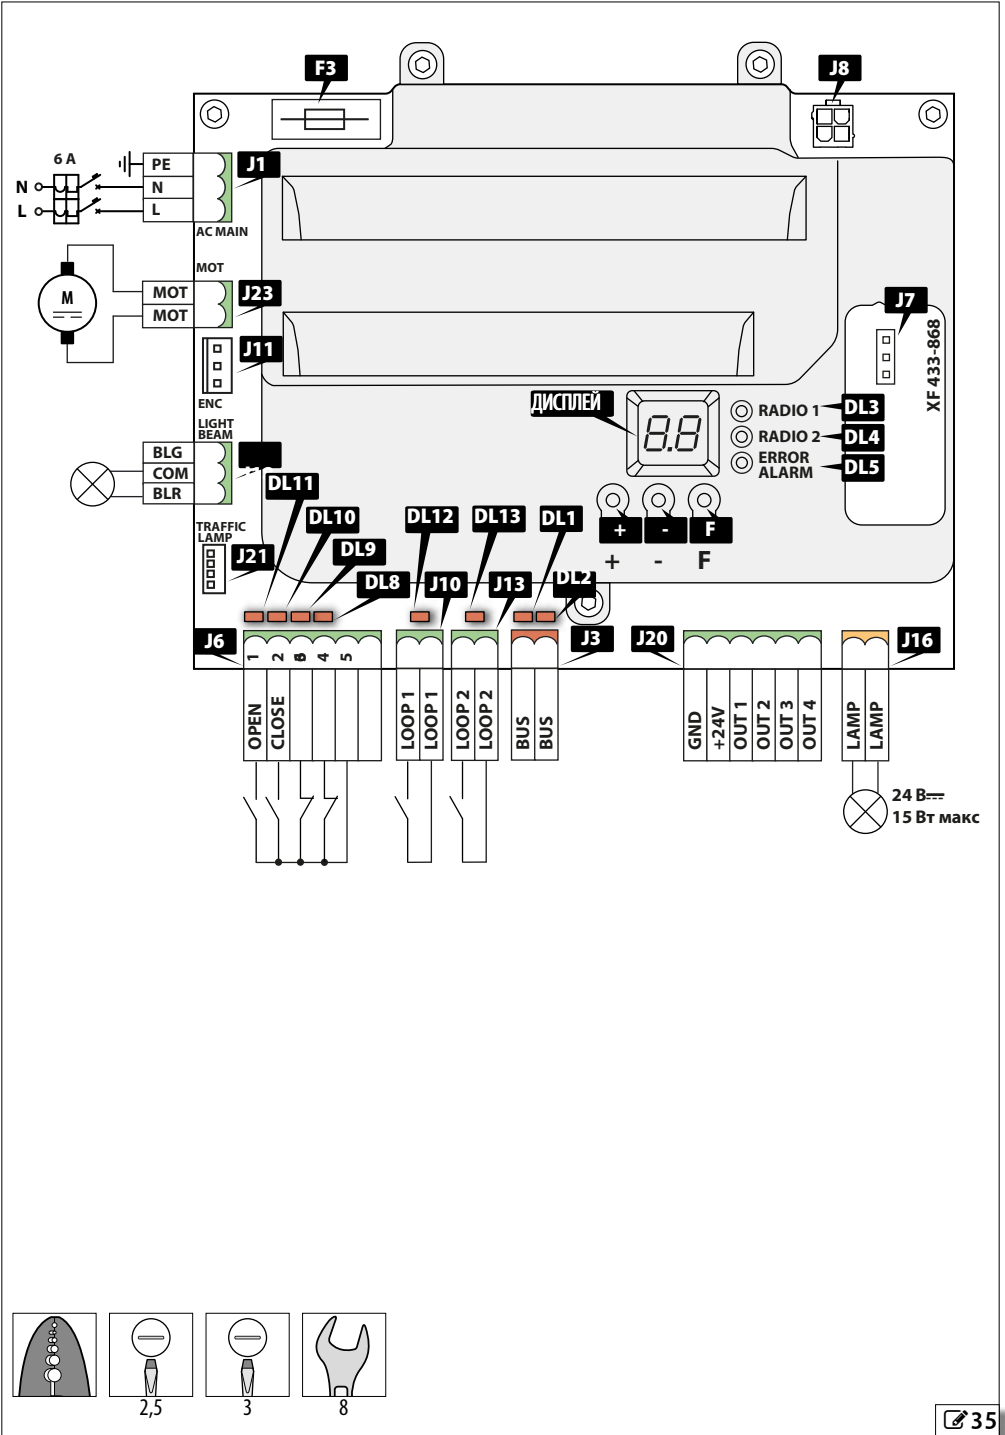 F3
J8
6 A
N
L
PE
N
L
J1
AC MAIN
MOT
M
MOT
MOT
J23
J11
ENC
J7
XF 433-868
ДИСПЛЕЙ
8.8
RADIO 1
DL3
RADIO 2
DL4
ERROR
ALARM
DL5
LIGHT
BEAM
BLG
COM
BLR
+
-
F
+
-
F
TRAFFIC
LAMP
J21
DL11
DL10
DL9
DL8
DL12
DL13
DL1
DL2
J10
J13
J6
J3
J20
J16
1
2
4
5
OPEN
CLOSE
LOOP 1
LOOP 1
LOOP 2
LOOP 2
BUS
BUS
GND
+24V
OUT 1
OUT 2
OUT 3
OUT 4
LAMP
LAMP
24 В
15 Вт макс
2,5
3
8
35